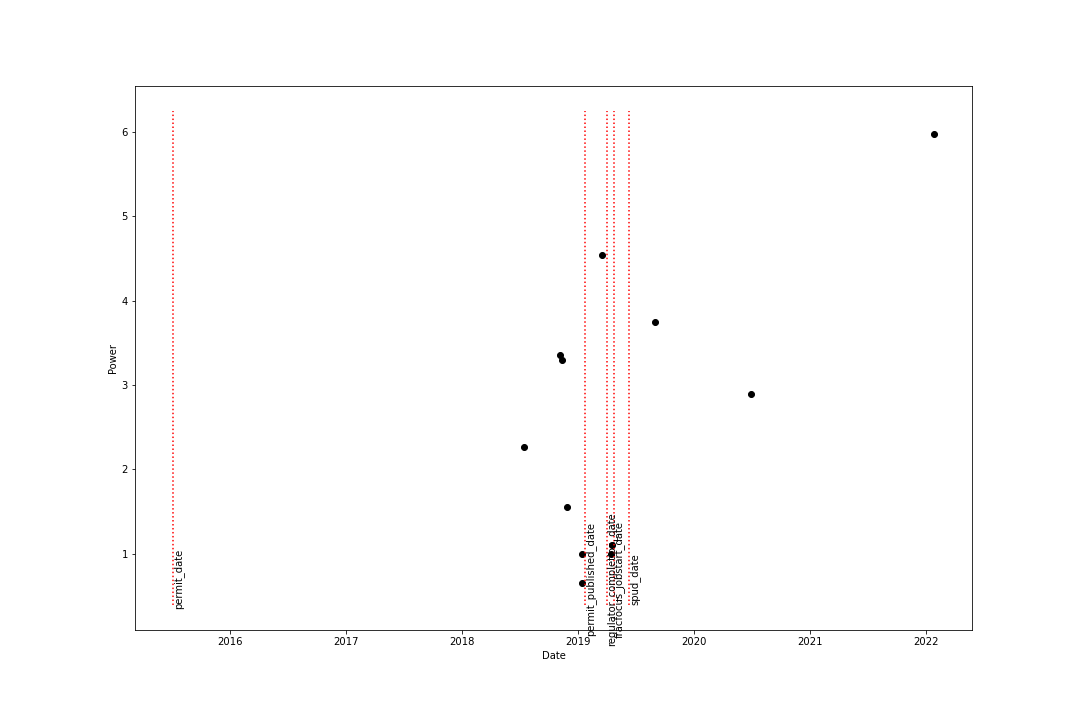 6
5
4
3
2
1
Power
permit_date
permit_published_date
regulator_completion_date
fracfocus_jobstart_date
spud_date
2016
2017
2018
2019
2020
2021
2022
Date